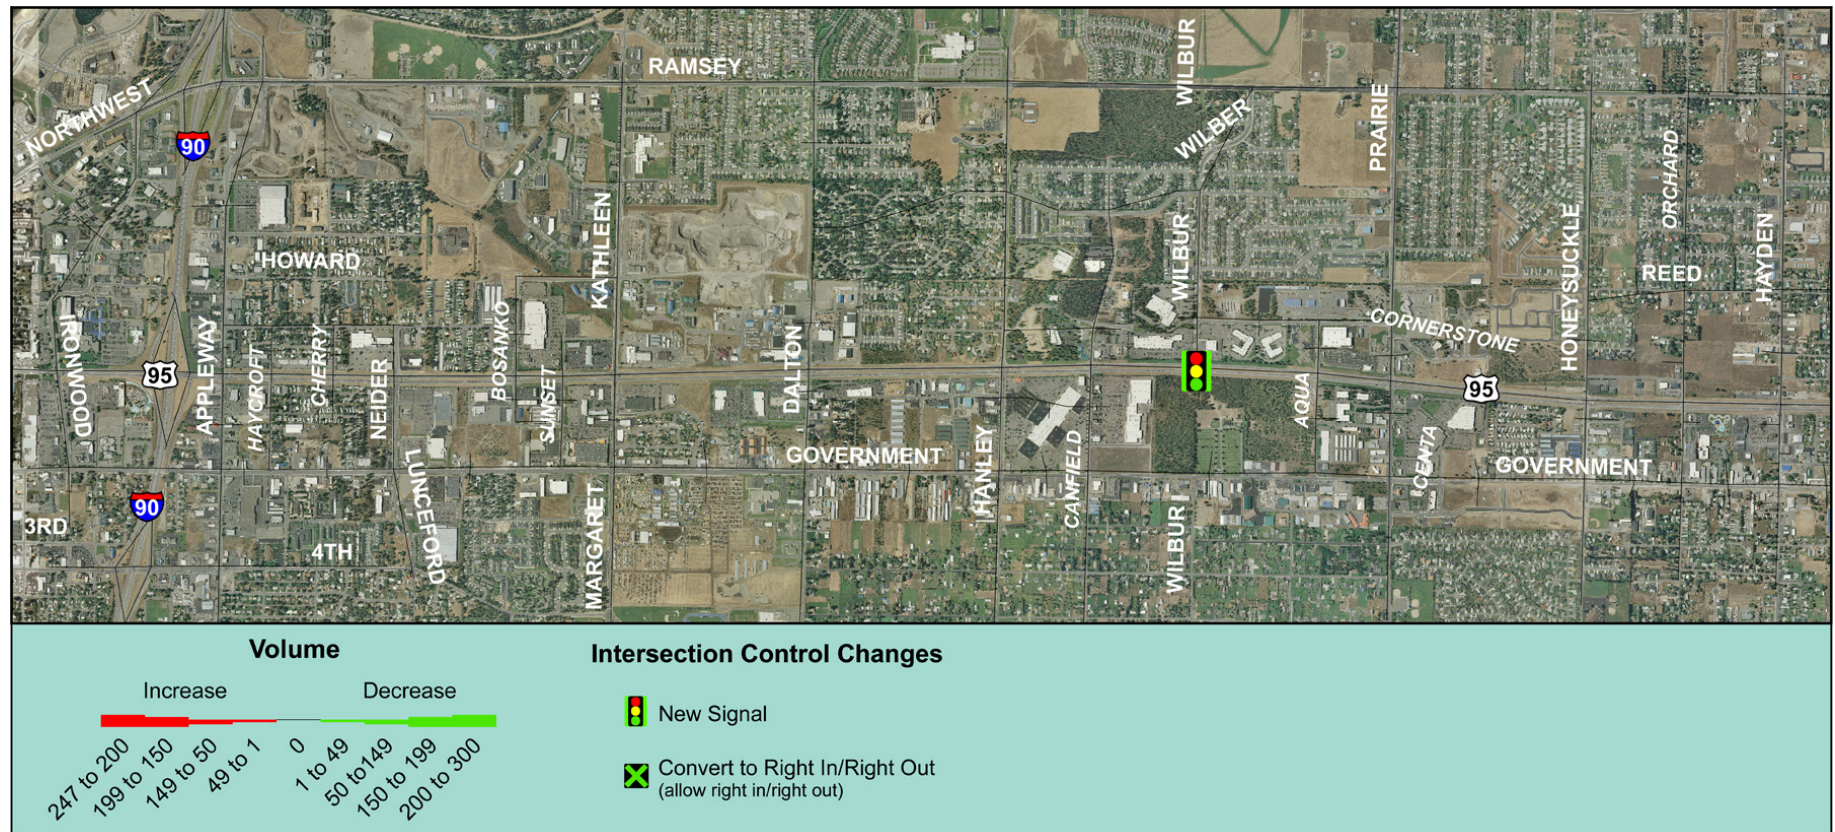 RAMSEY
WILBUR
NORTHWEST
90
WILBER
PRAIRIE
ORCHARD
KATHLEEN
HONEYSUCKLE
HOWARD
WILBUR
REED
HAYDEN
IRONWOOD
APPLEWAY
HAYCROFT
CHERRY
NEIDER
BOSANKO
SUNSET
DALTON
CORNERSTONE
95
95
AQUA
HANLEY
CANFIELD
CENTA
GOVERNMENT
GOVERNMENT
LUNCEFORD
MARGARET
WILBUR
90
3RD
4TH
Volume
Increase
Decrease
247 to 200
199 to 150
149 to 50
49 to 1
0
1 to 49
50 to149
150 to 199
200 to 300
Intersection Control Changes
New Signal
Convert to Right In/Right Out
(allow right in/right out)